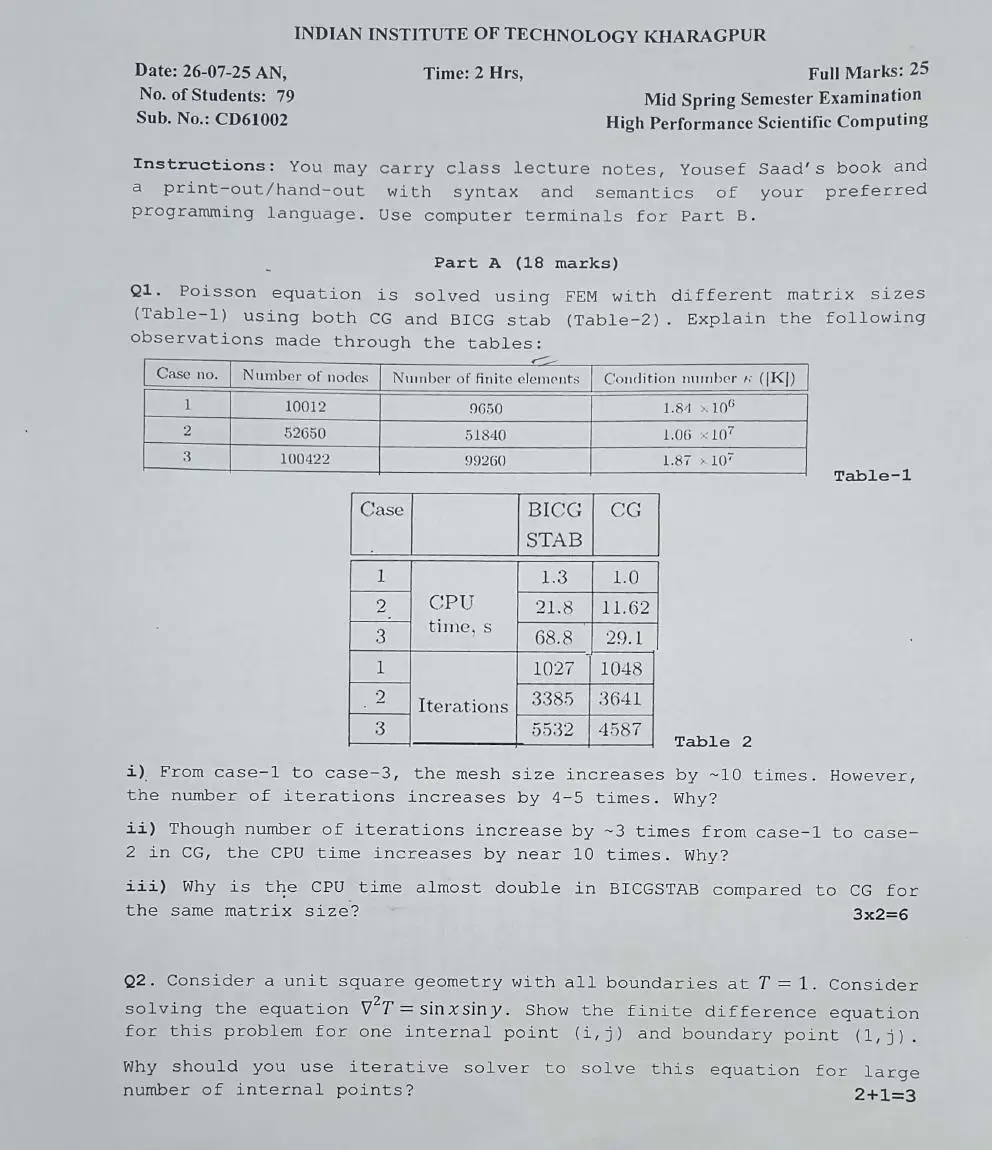 INDIAN INSTITUTE OF TECHNOLOGY KHARAGPUR
Date: 26-07-25 AN, Time: 2 Hrs, Full Marks: 25
No. of Students: 79 Mid Spring Semester Examination
Sub. No.: CD61002 High Performance Scientific Computing
Instructions: You may carry class lecture notes, Yousef Saad's book and
a print-out/hand-out with syntax and semantics of your preferred
programming language. Use computer terminals for Part B.
Part A (18 marks)
Q1. Poisson equation is solved using FEM with different matrix sizes
(Table-1) using both CG and BICG stab (Table-2). Explain the following
observations made through the tables:
Case no. Number of nodes Number of finite elements Condition number κ (|K|)
1 10012 9650 1.84 × 10⁶
2 52650 51840 1.06 × 10⁷
3 100422 99260 1.87 × 10⁷
Table-1
Case BICG CG
STAB
1 1.3 1.0
2 CPU 21.8 11.62
time, s
3 68.8 29.1
1 1027 1048
2 3385 3641
Iterations
3 5532 4587
Table 2
i) From case-1 to case-3, the mesh size increases by ~10 times. However,
the number of iterations increases by 4-5 times. Why?
ii) Though number of iterations increase by ~3 times from case-1 to case-
2 in CG, the CPU time increases by near 10 times. Why?
iii) Why is the CPU time almost double in BICGSTAB compared to CG for
the same matrix size? 3x2=6
Q2. Consider a unit square geometry with all boundaries at T = 1. Consider
solving the equation ∇²T = sin x sin y. Show the finite difference equation
for this problem for one internal point (i,j) and boundary point (1,j).
Why should you use iterative solver to solve this equation for large
number of internal points? 2+1=3